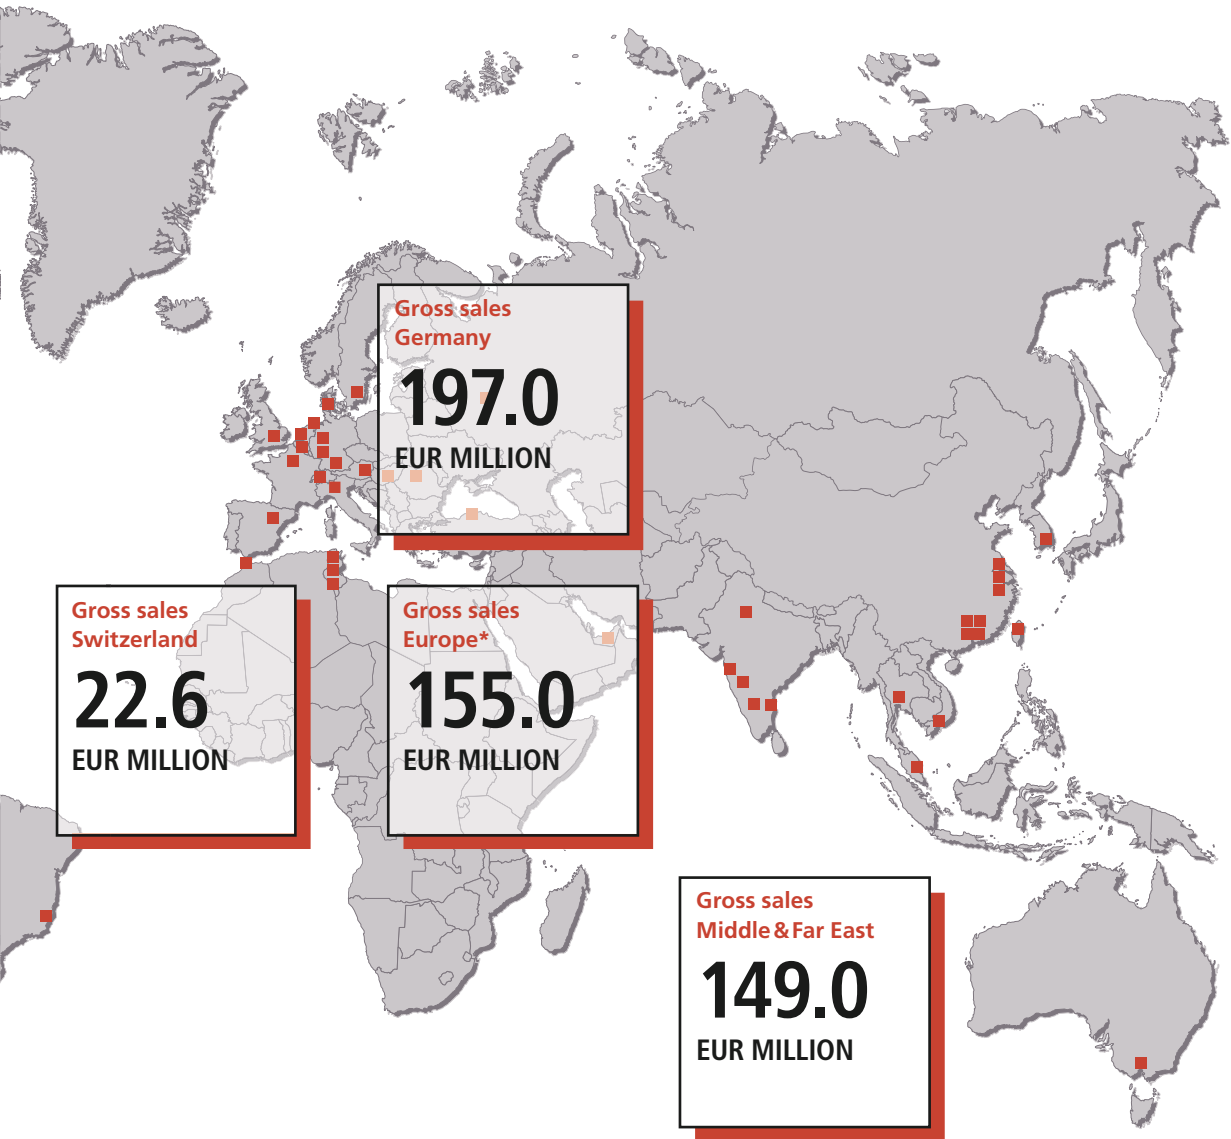 Gross sales
Germany
197.0
EUR MILLION
Gross sales
Switzerland
22.6
EUR MILLION
Gross sales
Europe*
155.0
EUR MILLION
Gross sales
Middle & Far East
149.0
EUR MILLION